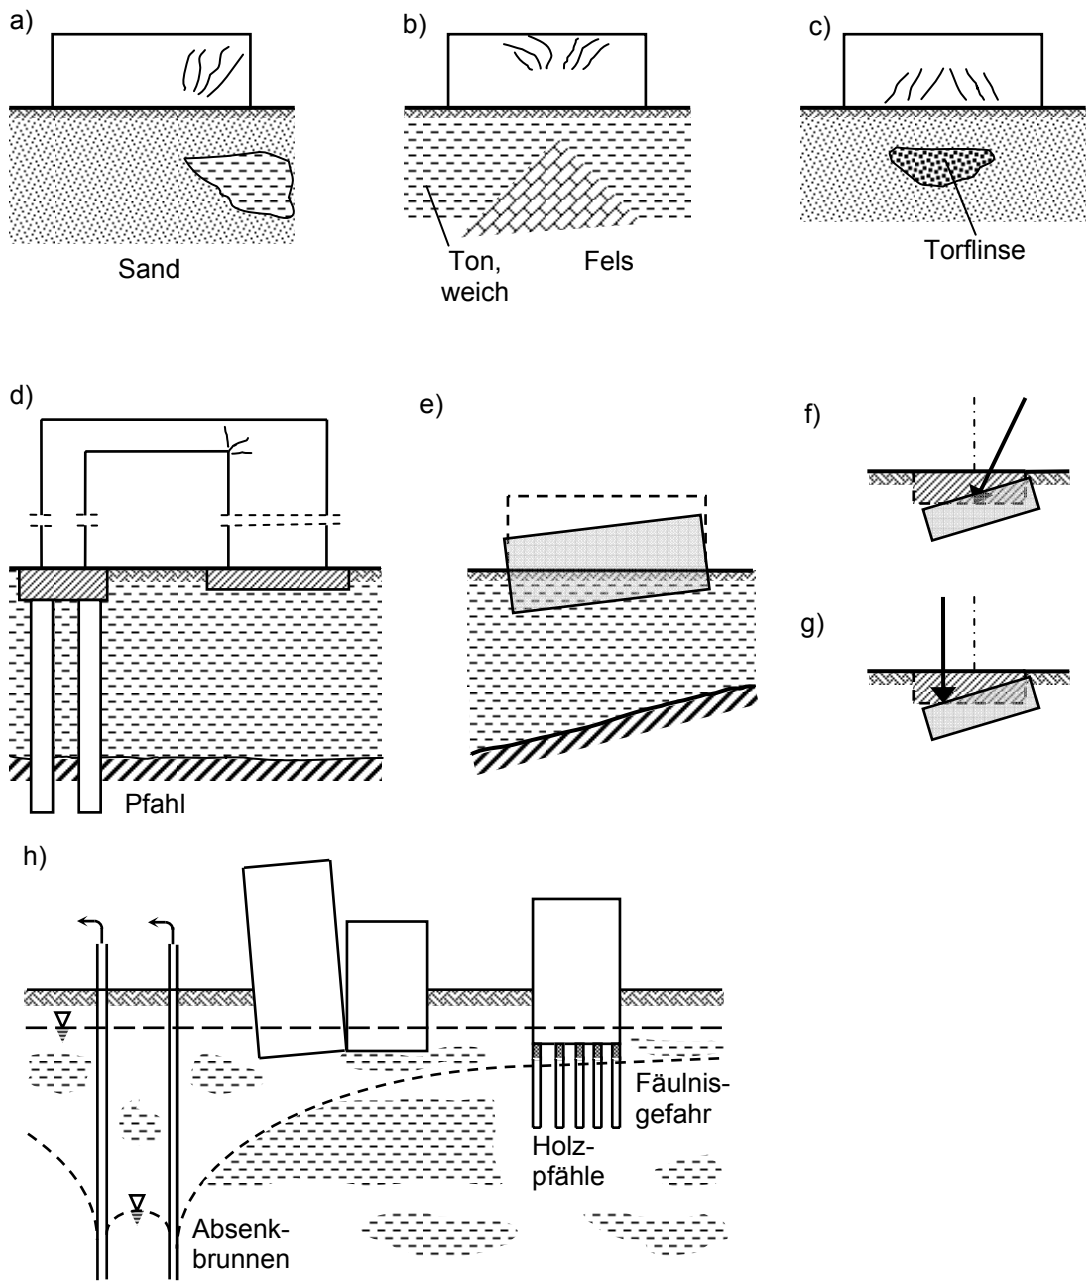 a)
b)
c)
Sand
Ton,
weich
Fels
Torflinse
d)
e)
f)
g)
Pfahl
h)
Fäulnis-
gefahr
Holz-
pfähle
Absenk-
brunnen